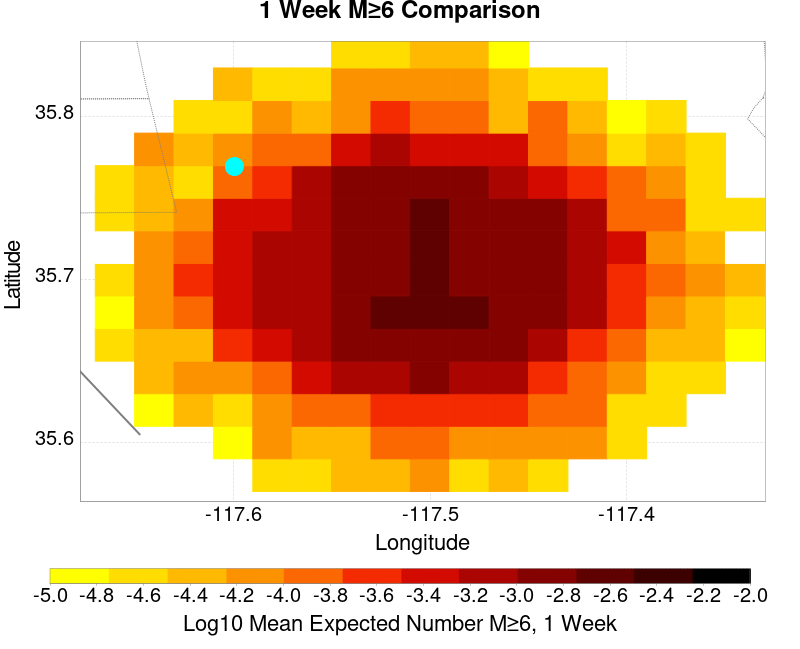 1 Week M≥6 Comparison
35.8
35.7
35.6
Latitude
-117.6 -117.5 -117.4
Longitude
-5.0 -4.8 -4.6 -4.4 -4.2 -4.0 -3.8 -3.6 -3.4 -3.2 -3.0 -2.8 -2.6 -2.4 -2.2 -2.0
Log10 Mean Expected Number M≥6, 1 Week